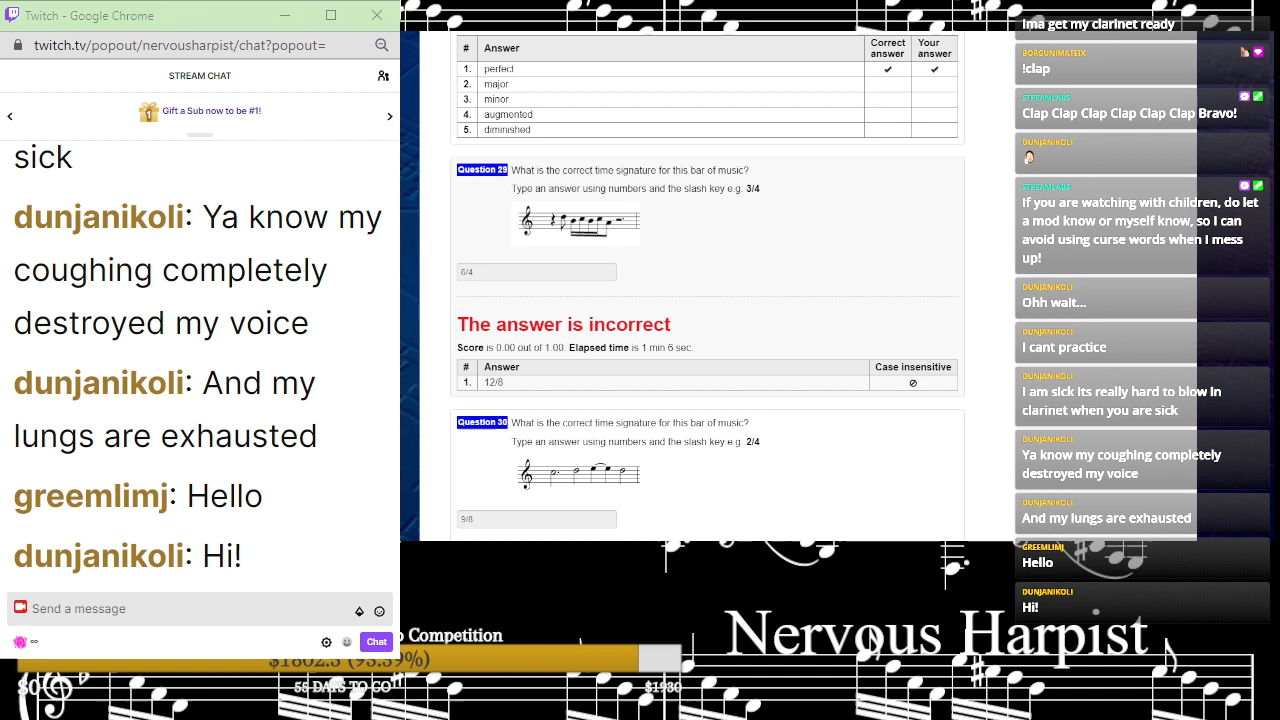 Twitch - Google Chrome
twitch.tv/popout/nervousharpist/chat?popout=
STREAM CHAT
1
Gift a Sub now to be #1!
sick
dunjanikoli: Ya know my
coughing completely
destroyed my voice
dunjanikoli: And my
lungs are exhausted
greemlimj: Hello
dunjanikoli: Hi!
Send a message
∞
Chat
# Answer Correct answer Your answer
1. perfect ✔ ✔
2. major
3. minor
4. augmented
5. diminished
Question 29 What is the correct time signature for this bar of music?
Type an answer using numbers and the slash key e.g. 3/4
6/4
The answer is incorrect
Score is 0.00 out of 1.00. Elapsed time is 1 min 6 sec.
# Answer Case insensitive
1. 12/8
Question 30 What is the correct time signature for this bar of music?
Type an answer using numbers and the slash key e.g. 2/4
9/8
Ima get my clarinet ready
BORGUNIMATEIX
!clap
STREAMLABS
Clap Clap Clap Clap Clap Clap Bravo!
DUNJANIKOLI
STREAMLABS
If you are watching with children, do let
a mod know or myself know, so I can
avoid using curse words when I mess
up!
DUNJANIKOLI
Ohh wait...
DUNJANIKOLI
I cant practice
DUNJANIKOLI
I am sick its really hard to blow in
clarinet when you are sick
DUNJANIKOLI
Ya know my coughing completely
destroyed my voice
DUNJANIKOLI
And my lungs are exhausted
GREEMLIMJ
Hello
DUNJANIKOLI
Hi!
Competition
$1802.5 (93.39%)
$0
55 DAYS TO GO
$1930
Nervous Harpist